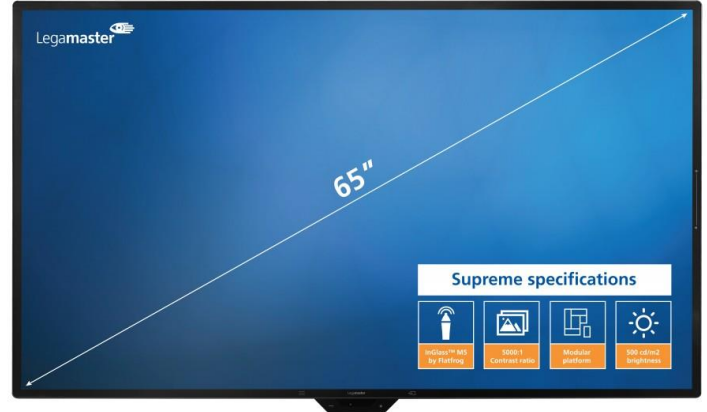 Legamaster
65"
Supreme specifications
InGlass™ MS
by Flatfrog
5000:1
Contrast ratio
Modular
platform
500 cd/m2
brightness